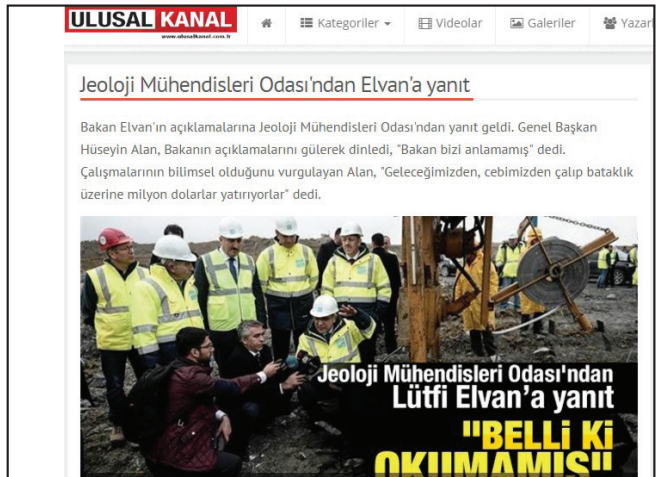 ULUSAL KANAL
www.ulusalkanal.com.tr
Kategoriler
Videolar
Galeriler
Yazarl
Jeoloji Mühendisleri Odası'ndan Elvan'a yanıt
Bakan Elvan'ın açıklamalarına Jeoloji Mühendisleri Odası'ndan yanıt geldi. Genel Başkan
Hüseyin Alan, Bakanın açıklamalarını gülerek dinledi, "Bakan bizi anlamamış" dedi.
Çalışmalarının bilimsel olduğunu vurgulayan Alan, "Geleceğimizden, cebimizden çalıp bataklık
üzerine milyon dolarlar yatırıyorlar" dedi.
Jeoloji Mühendisleri Odası'ndan
Lütfi Elvan'a yanıt
"BELLİ Kİ
OKUMAMIŞ"